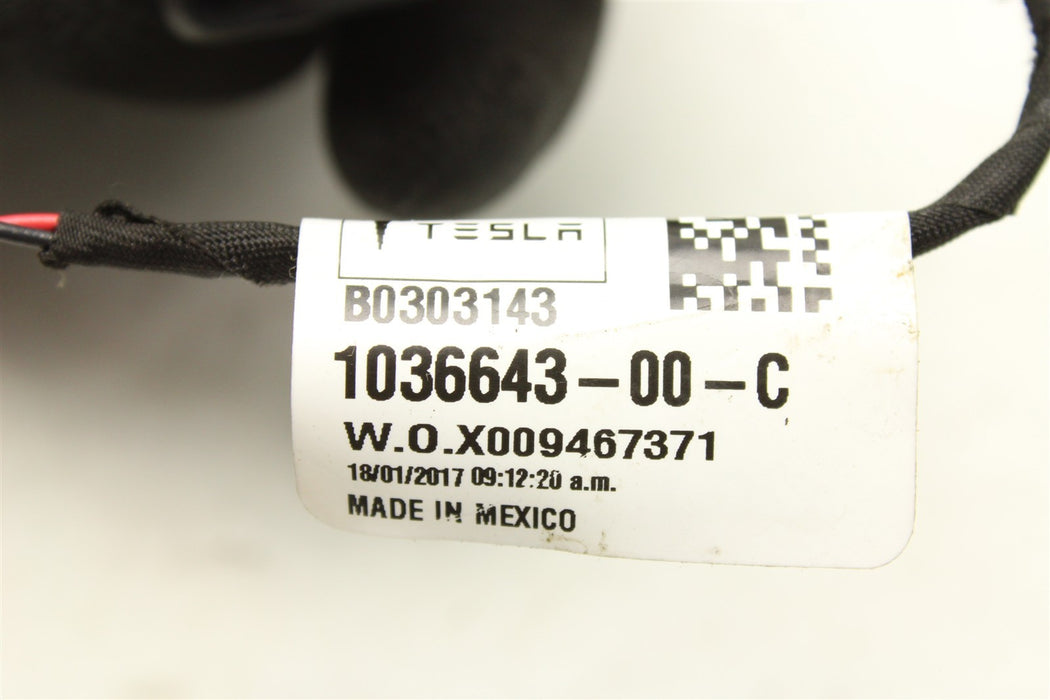 TESLA
B0303143
1036643-00-C
W.O.X009467371
18/01/2017 09:12:20 a.m.
MADE IN MEXICO